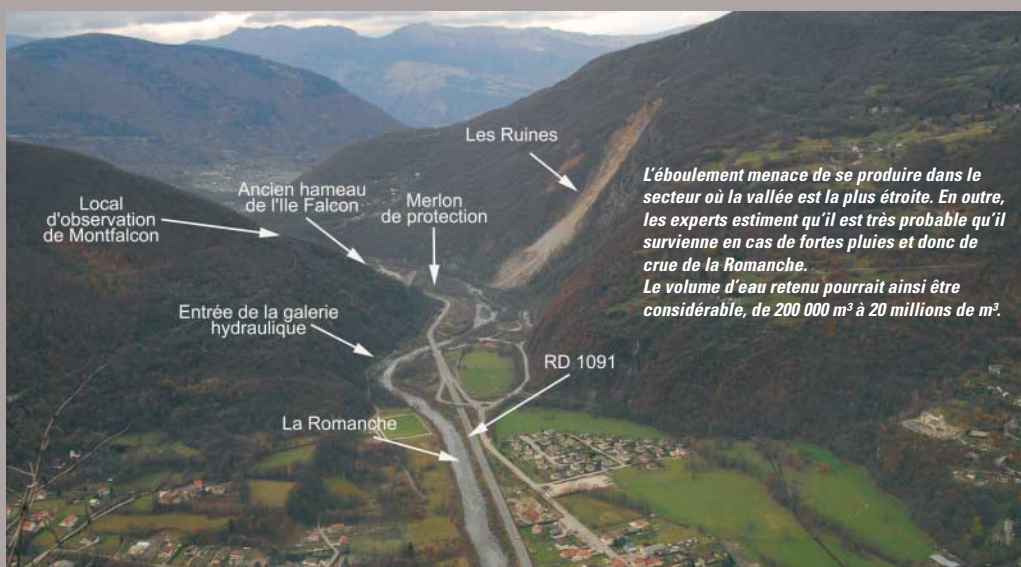 Les Ruines
Ancien hameau
de l'Ile Falcon
Merlon
de protection
Local
d'observation
de Montfalcon
L'éboulement menace de se produire dans le
secteur où la vallée est la plus étroite. En outre,
les experts estiment qu'il est très probable qu'il
survienne en cas de fortes pluies et donc de
crue de la Romanche.
Le volume d'eau retenu pourrait ainsi être
considérable, de 200 000 m³ à 20 millions de m³.
Entrée de la galerie
hydraulique
RD 1091
La Romanche